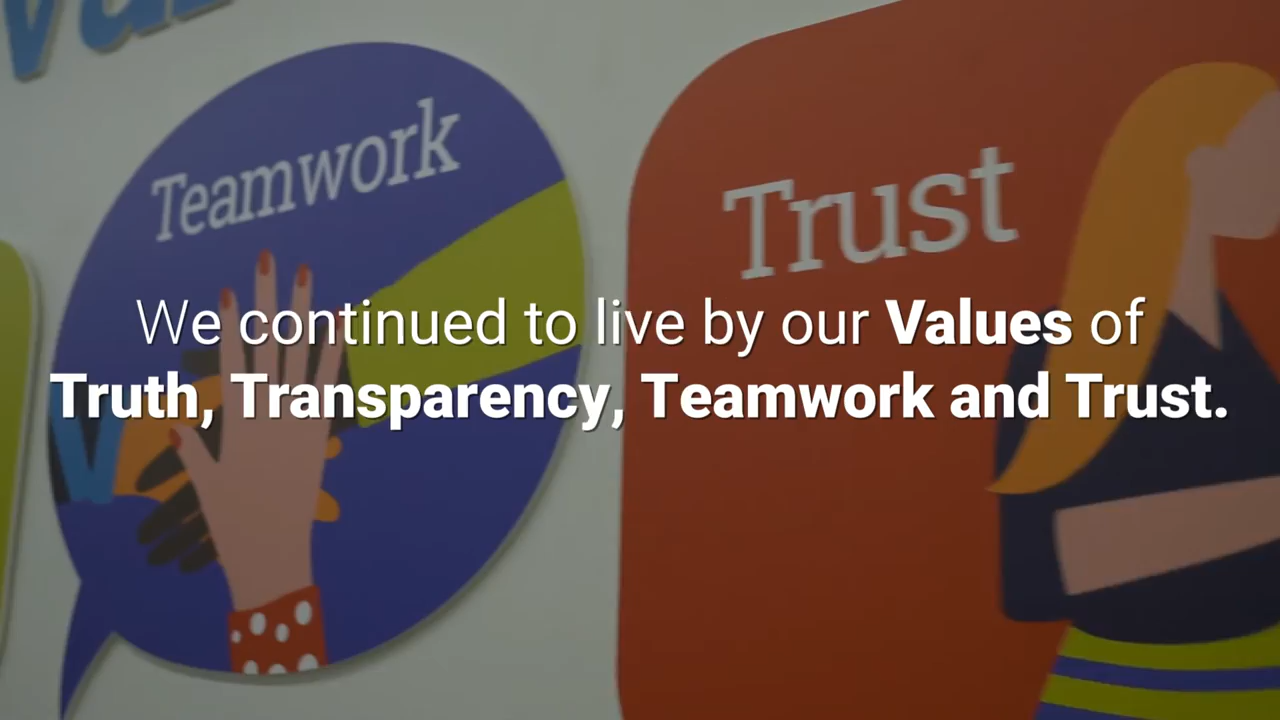 Teamwork
Trust
We continued to live by our Values of
Truth, Transparency, Teamwork and Trust.